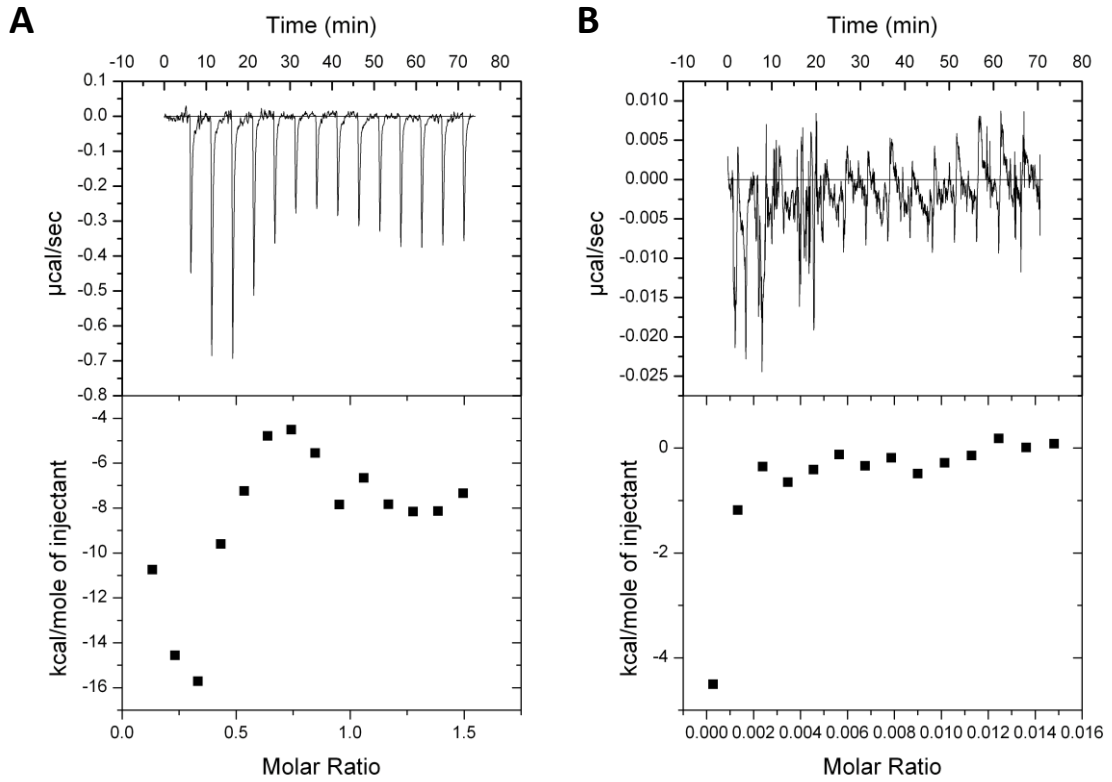 A
Time (min)
-10 0 10 20 30 40 50 60 70 80
0.1
0.0
-0.1
-0.2
-0.3
-0.4
-0.5
-0.6
-0.7
-0.8
µcal/sec
-4
-6
-8
-10
-12
-14
-16
kcal/mole of injectant
0.0 0.5 1.0 1.5
Molar Ratio
B
Time (min)
-10 0 10 20 30 40 50 60 70 80
0.010
0.005
0.000
-0.005
-0.010
-0.015
-0.020
-0.025
µcal/sec
0
-2
-4
kcal/mole of injectant
0.000 0.002 0.004 0.006 0.008 0.010 0.012 0.014 0.016
Molar Ratio